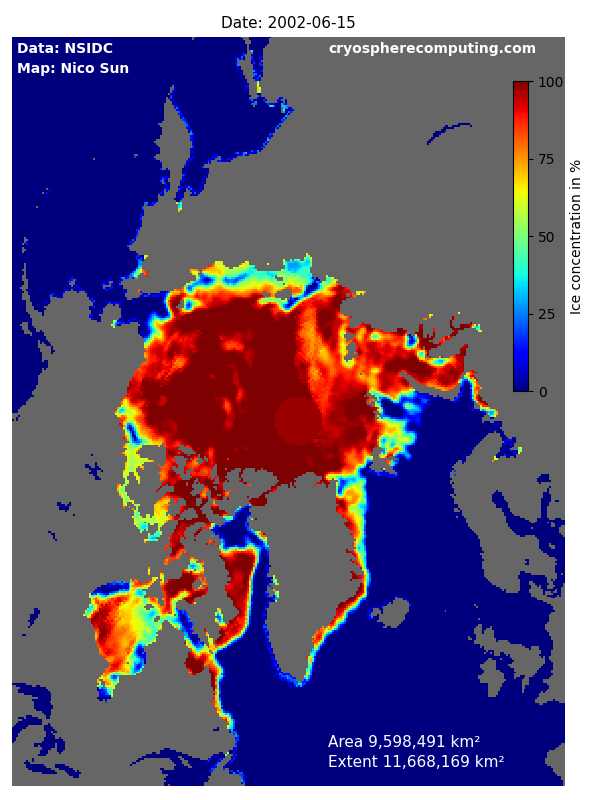 Date: 2002-06-15
Data: NSIDC
Map: Nico Sun
cryospherecomputing.com
100
75
50
25
0
Ice concentration in %
Area 9,598,491 km²
Extent 11,668,169 km²